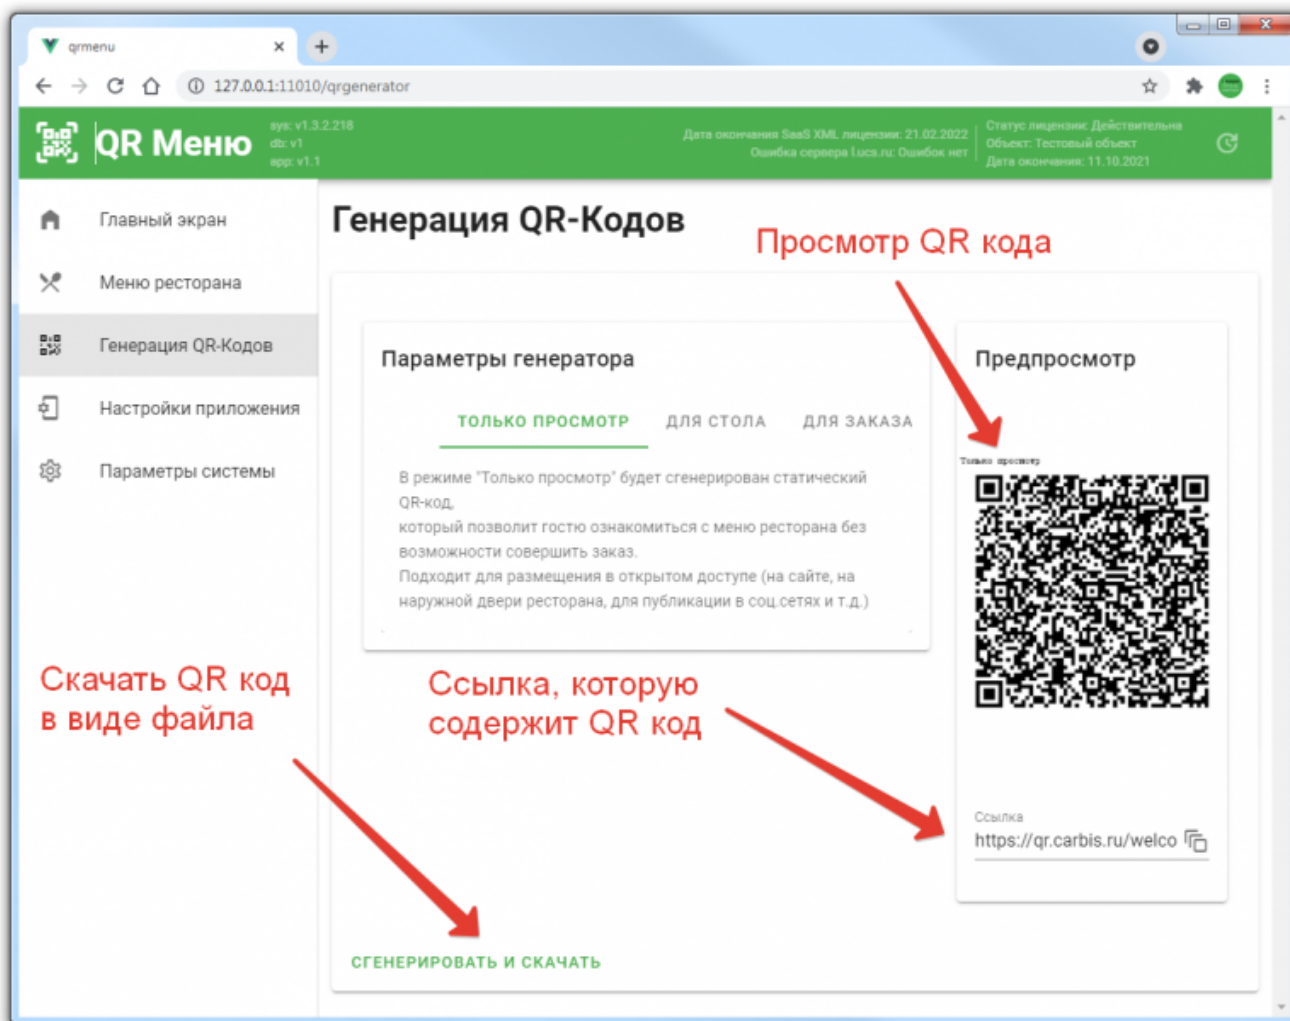 qrmenu
127.0.0.1:11010/qrgenerator
QR Меню
sys: v1.3.2.218
db: v1
app: v1.1
Дата окончания SaaS XML лицензии: 21.02.2022
Ошибка сервера l.ucs.ru: Ошибок нет
Статус лицензии: Действительна
Объект: Тестовый объект
Дата окончания: 11.10.2021
Главный экран
Меню ресторана
Генерация QR-Кодов
Настройки приложения
Параметры системы
Генерация QR-Кодов
Просмотр QR кода
Параметры генератора
ТОЛЬКО ПРОСМОТР ДЛЯ СТОЛА ДЛЯ ЗАКАЗА
В режиме "Только просмотр" будет сгенерирован статический
QR-код,
который позволит гостю ознакомиться с меню ресторана без
возможности совершить заказ.
Подходит для размещения в открытом доступе (на сайте, на
наружной двери ресторана, для публикации в соц.сетях и т.д.)
Предпросмотр
Только просмотр
Скачать QR код
в виде файла
Ссылка, которую
содержит QR код
Ссылка
https://qr.carbis.ru/welco
СГЕНЕРИРОВАТЬ И СКАЧАТЬ